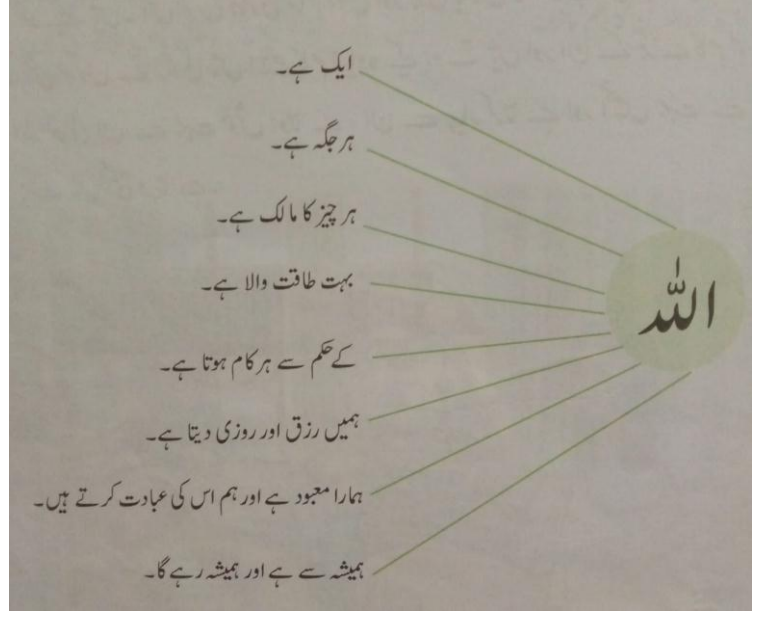 ایک ہے۔
ہر جگہ ہے۔
ہر چیز کا مالک ہے۔
بہت طاقت والا ہے۔
اللہ
کے حکم سے ہر کام ہوتا ہے۔
ہمیں رزق اور روزی دیتا ہے۔
ہمارا معبود ہے اور ہم اس کی عبادت کرتے ہیں۔
ہمیشہ سے ہے اور ہمیشہ رہے گا۔